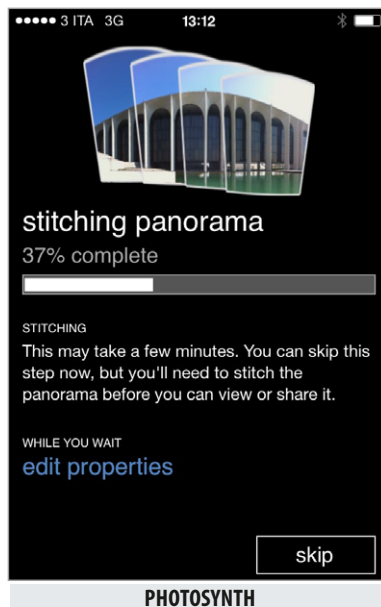 3 ITA 3G 13:12
stitching panorama
37% complete
STITCHING
This may take a few minutes. You can skip this
step now, but you'll need to stitch the
panorama before you can view or share it.
WHILE YOU WAIT
edit properties
skip
PHOTOSYNTH